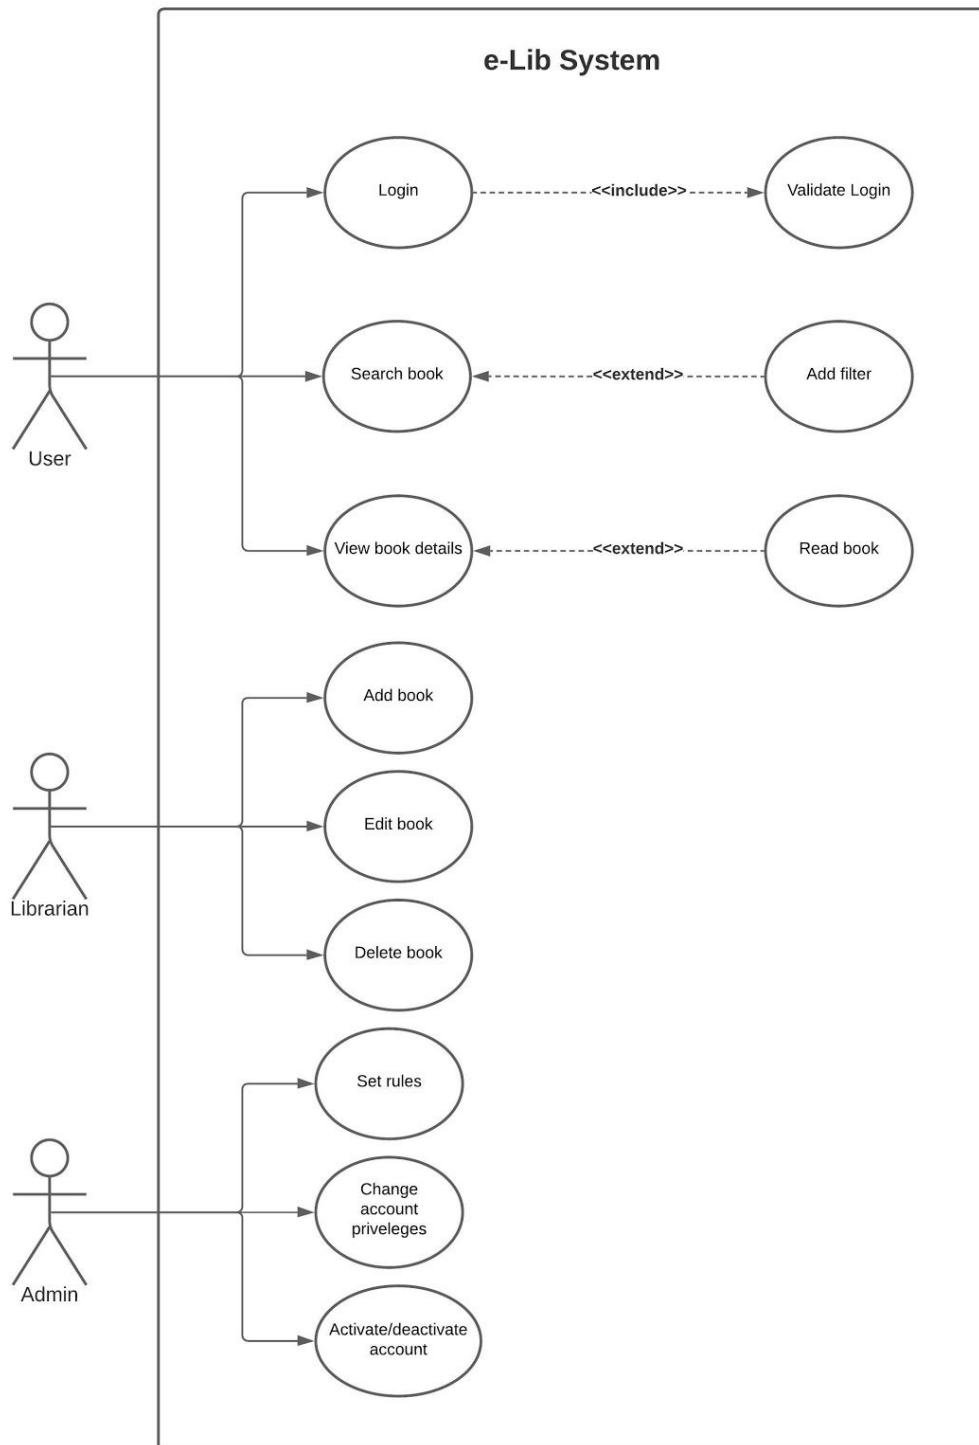 e-Lib System
Login
<<include>>
Validate Login
Search book
<<extend>>
Add filter
User
View book details
<<extend>>
Read book
Add book
Edit book
Librarian
Delete book
Set rules
Change
account
priveleges
Admin
Activate/deactivate
account